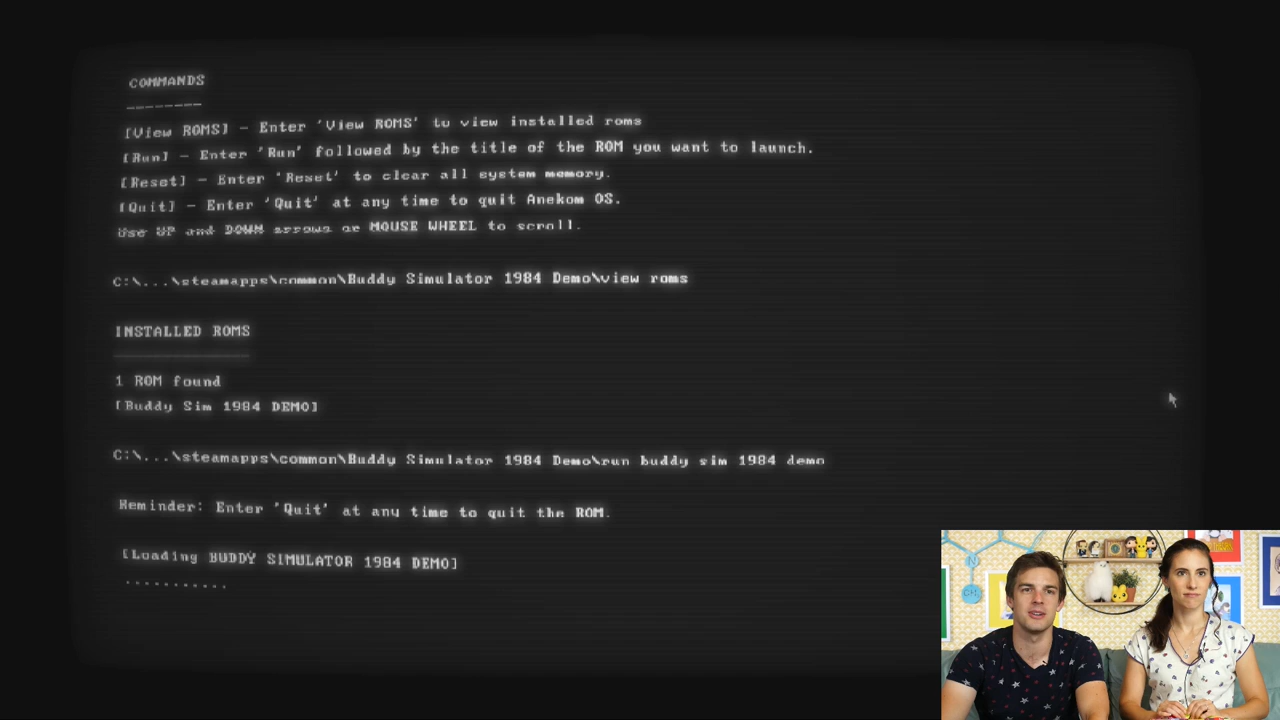 COMMANDS
--------
[View ROMS] - Enter 'View ROMS' to view installed roms
[Run] - Enter 'Run' followed by the title of the ROM you want to launch.
[Reset] - Enter 'Reset' to clear all system memory.
[Quit] - Enter 'Quit' at any time to quit Anekom OS.
Use UP and DOWN arrows or MOUSE WHEEL to scroll.
C:\...\steamapps\common\Buddy Simulator 1984 Demo\view roms
INSTALLED ROMS
--------------
1 ROM found
[Buddy Sim 1984 DEMO]
C:\...\steamapps\common\Buddy Simulator 1984 Demo\run buddy sim 1984 demo
Reminder: Enter 'Quit' at any time to quit the ROM.
[Loading BUDDY SIMULATOR 1984 DEMO]
...........